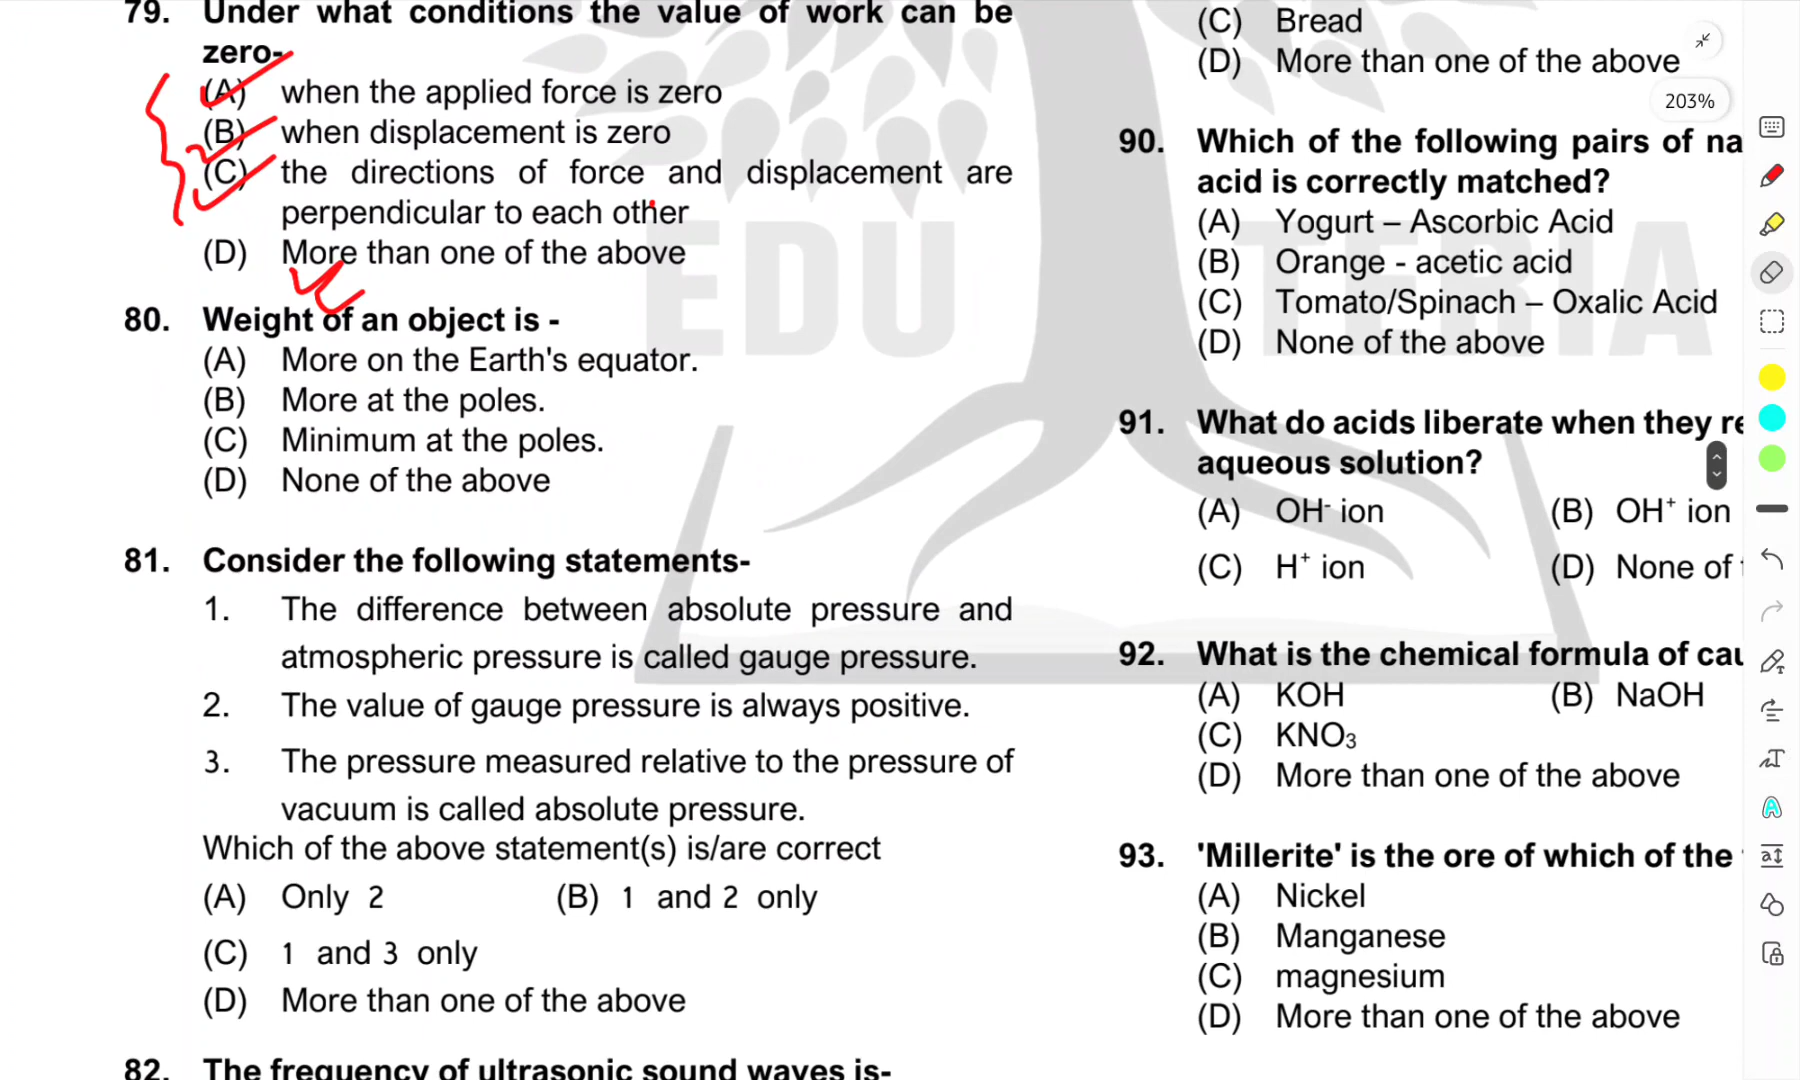 79. Under what conditions the value of work can be
zero-
(A) when the applied force is zero
(B) when displacement is zero
(C) the directions of force and displacement are
perpendicular to each other
(D) More than one of the above
80. Weight of an object is -
(A) More on the Earth's equator.
(B) More at the poles.
(C) Minimum at the poles.
(D) None of the above
81. Consider the following statements-
1. The difference between absolute pressure and
atmospheric pressure is called gauge pressure.
2. The value of gauge pressure is always positive.
3. The pressure measured relative to the pressure of
vacuum is called absolute pressure.
Which of the above statement(s) is/are correct
(A) Only 2 (B) 1 and 2 only
(C) 1 and 3 only
(D) More than one of the above
82. The frequency of ultrasonic sound waves is-
(C) Bread
(D) More than one of the above
90. Which of the following pairs of na
acid is correctly matched?
(A) Yogurt – Ascorbic Acid
(B) Orange - acetic acid
(C) Tomato/Spinach – Oxalic Acid
(D) None of the above
91. What do acids liberate when they re
aqueous solution?
(A) OH⁻ ion (B) OH⁺ ion
(C) H⁺ ion (D) None of
92. What is the chemical formula of cau
(A) KOH (B) NaOH
(C) KNO₃
(D) More than one of the above
93. 'Millerite' is the ore of which of the
(A) Nickel
(B) Manganese
(C) magnesium
(D) More than one of the above
203%
EDU TERIA